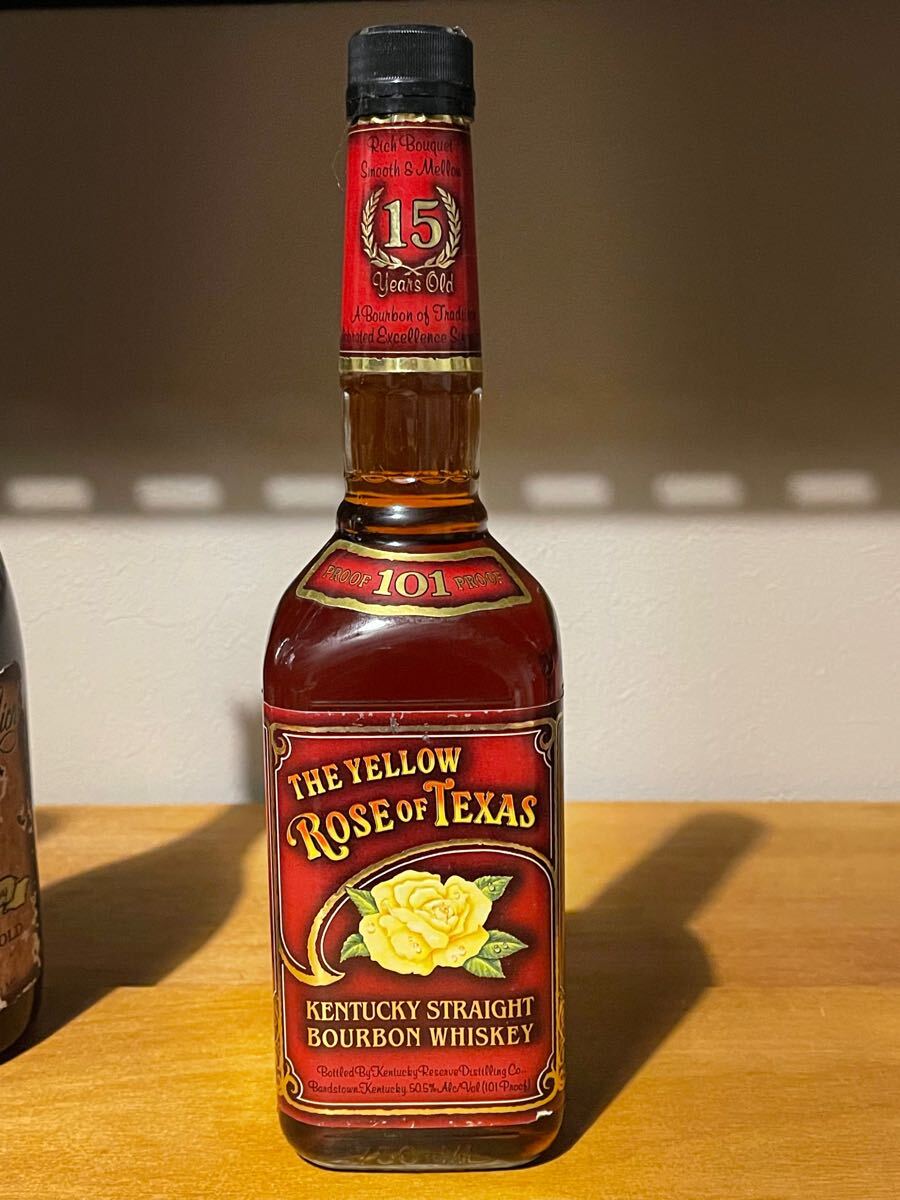 Rich Bouquet
Smooth & Mellow
15
Years Old
A Bourbon of
Excellence
PROOF 101 PROOF
THE YELLOW
ROSE OF TEXAS
KENTUCKY STRAIGHT
BOURBON WHISKEY
Bottled By Kentucky Reserve Distilling Co.
Bardstown, Kentucky 50.5% Alc/Vol (101 Proof)
OLD